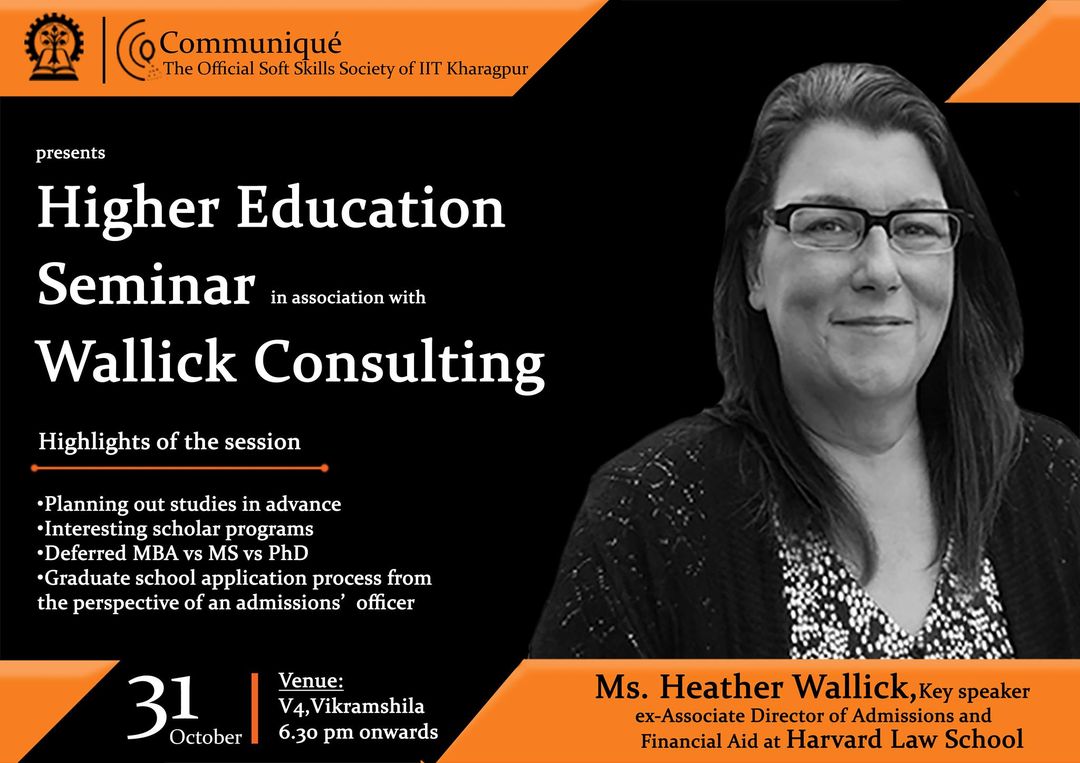 Communiqué
The Official Soft Skills Society of IIT Kharagpur
presents
Higher Education
Seminar in association with
Wallick Consulting
Highlights of the session
•Planning out studies in advance
•Interesting scholar programs
•Deferred MBA vs MS vs PhD
•Graduate school application process from
the perspective of an admissions’ officer
31 October
Venue:
V4,Vikramshila
6.30 pm onwards
Ms. Heather Wallick,Key speaker
ex-Associate Director of Admissions and
Financial Aid at Harvard Law School